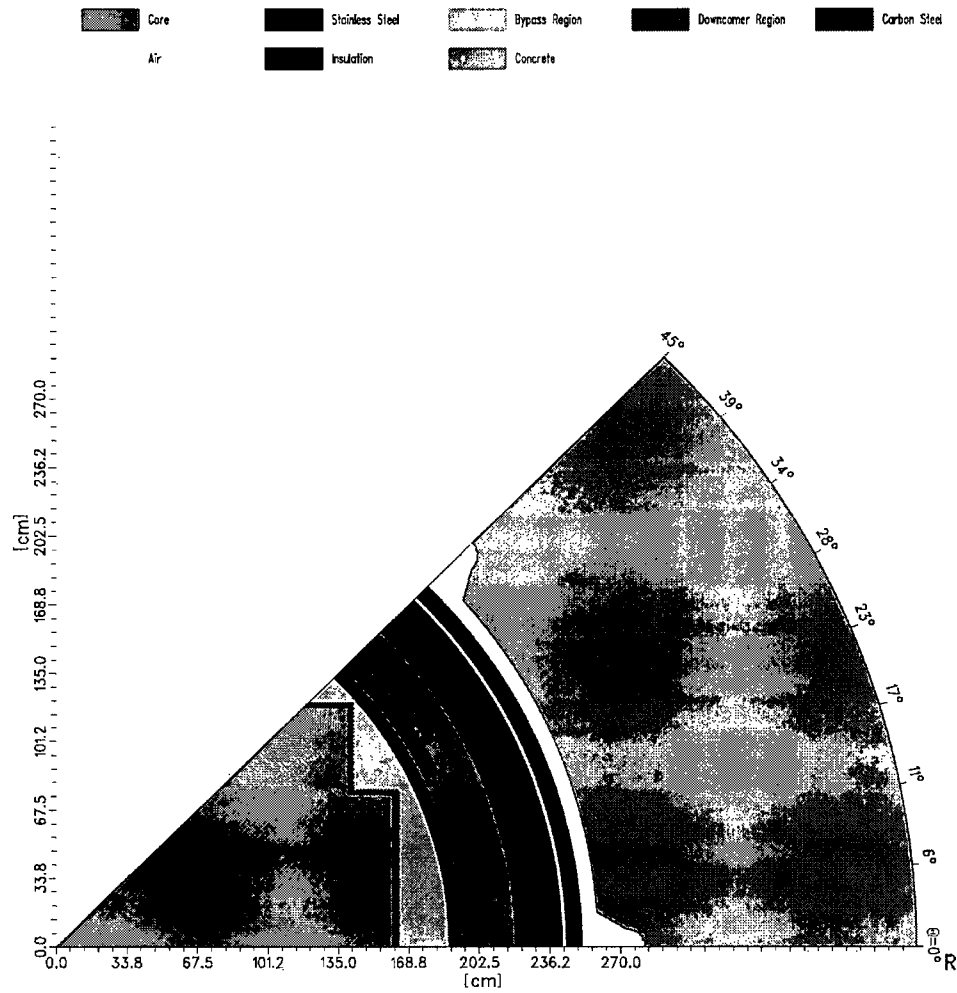 Core Stainless Steel Bypass Region Downcomer Region Carbon Steel
Air Insulation Concrete
45°
39°
270.0
34°
236.2
28°
202.5
[cm]
23°
168.8
17°
135.0
11°
101.2
67.5
6°
33.8
0.0
Θ=0°
R
0.0 33.8 67.5 101.2 135.0 168.8 202.5 236.2 270.0
[cm]